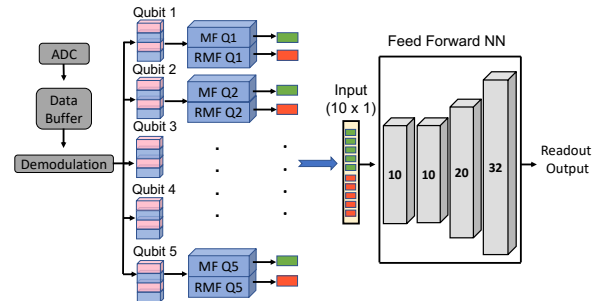 ADC
Data
Buffer
Demodulation
Qubit 1
MF Q1
RMF Q1
Qubit 2
MF Q2
RMF Q2
Qubit 3
Qubit 4
Qubit 5
MF Q5
RMF Q5
Input
(10 x 1)
Feed Forward NN
10
10
20
32
Readout
Output